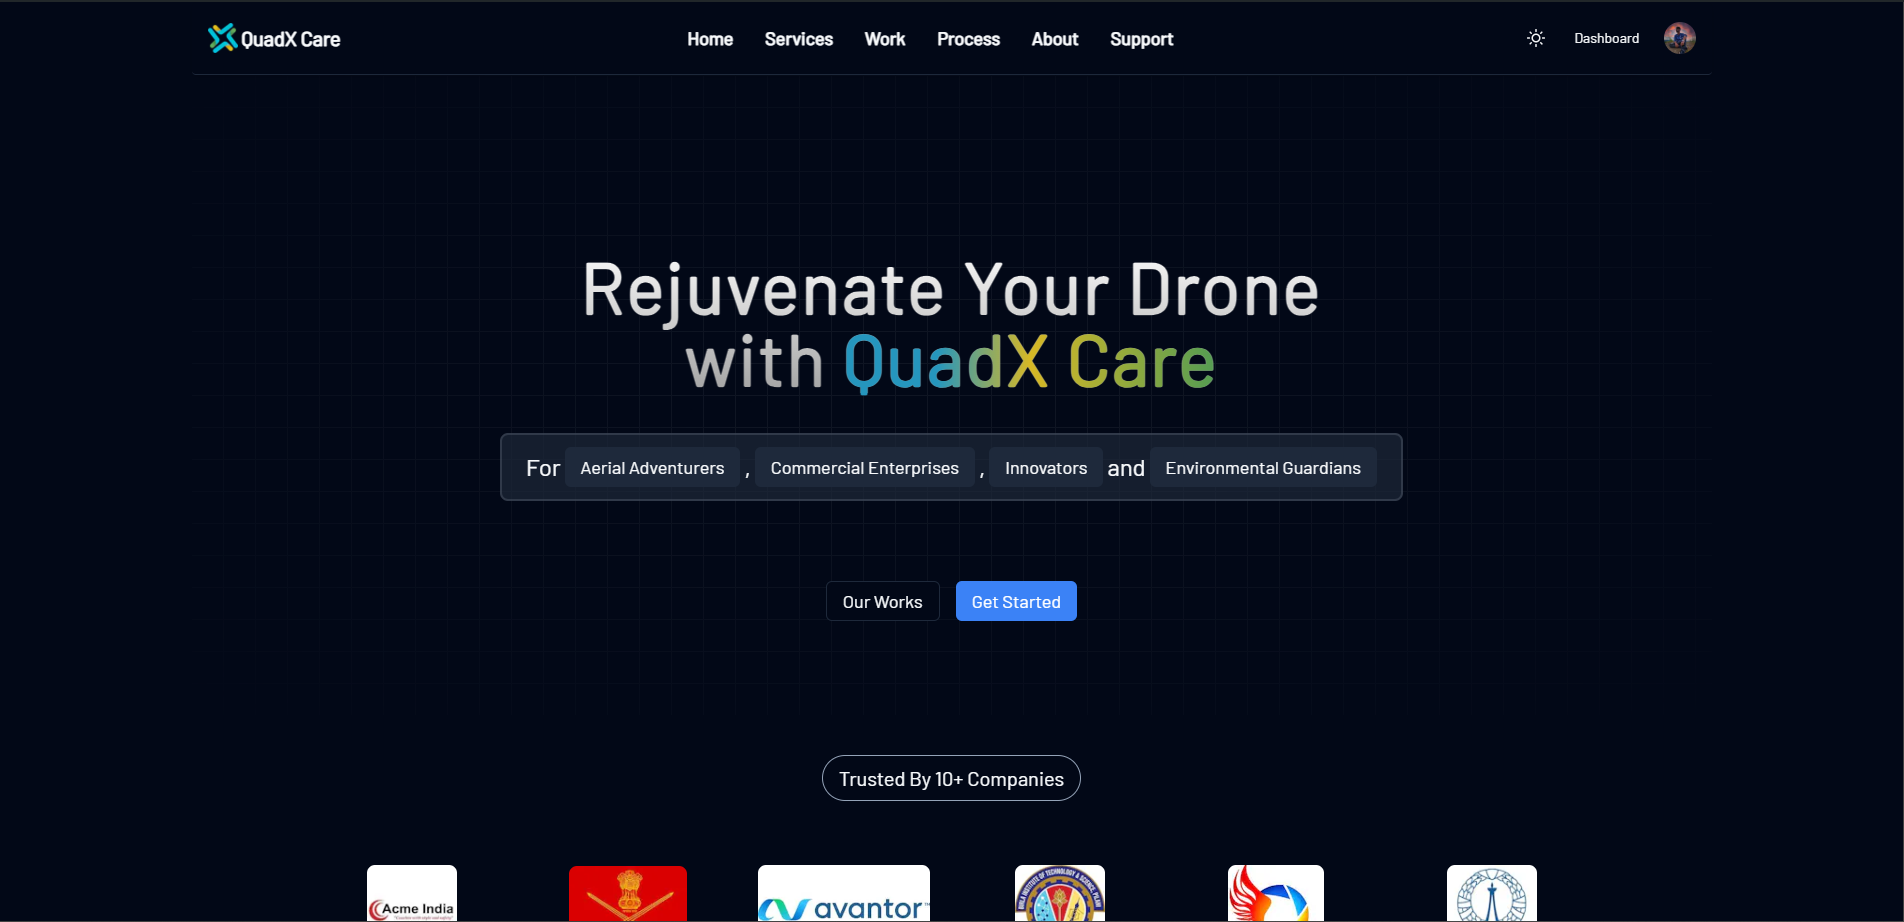 QuadX Care
Home Services Work Process About Support
Dashboard
Rejuvenate Your Drone
with QuadX Care
For Aerial Adventurers , Commercial Enterprises , Innovators and Environmental Guardians
Our Works Get Started
Trusted By 10+ Companies
Acme India
avantor™